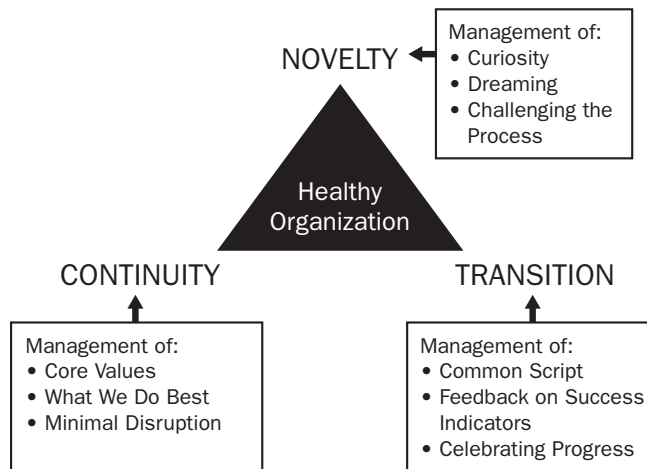 NOVELTY
Management of:
• Curiosity
• Dreaming
• Challenging the
Process
Healthy
Organization
CONTINUITY
TRANSITION
Management of:
• Core Values
• What We Do Best
• Minimal Disruption
Management of:
• Common Script
• Feedback on Success
Indicators
• Celebrating Progress